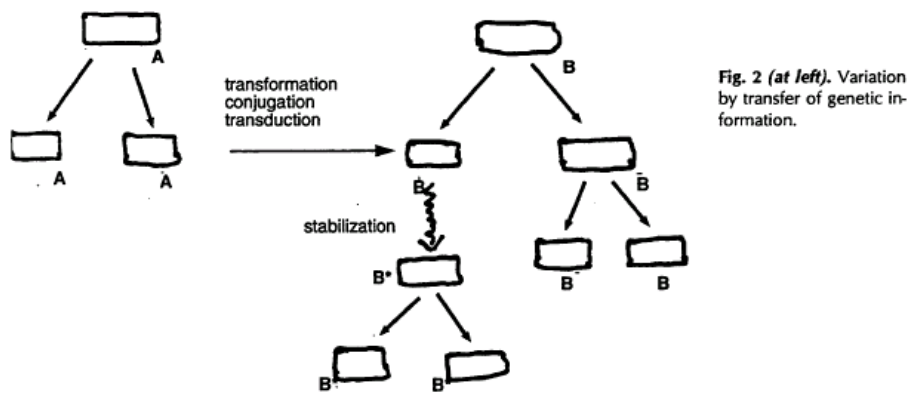 A
A
A
transformation
conjugation
transduction
B
B
B
B
B
stabilization
B*
B
B
Fig. 2 (at left). Variation
by transfer of genetic in-
formation.